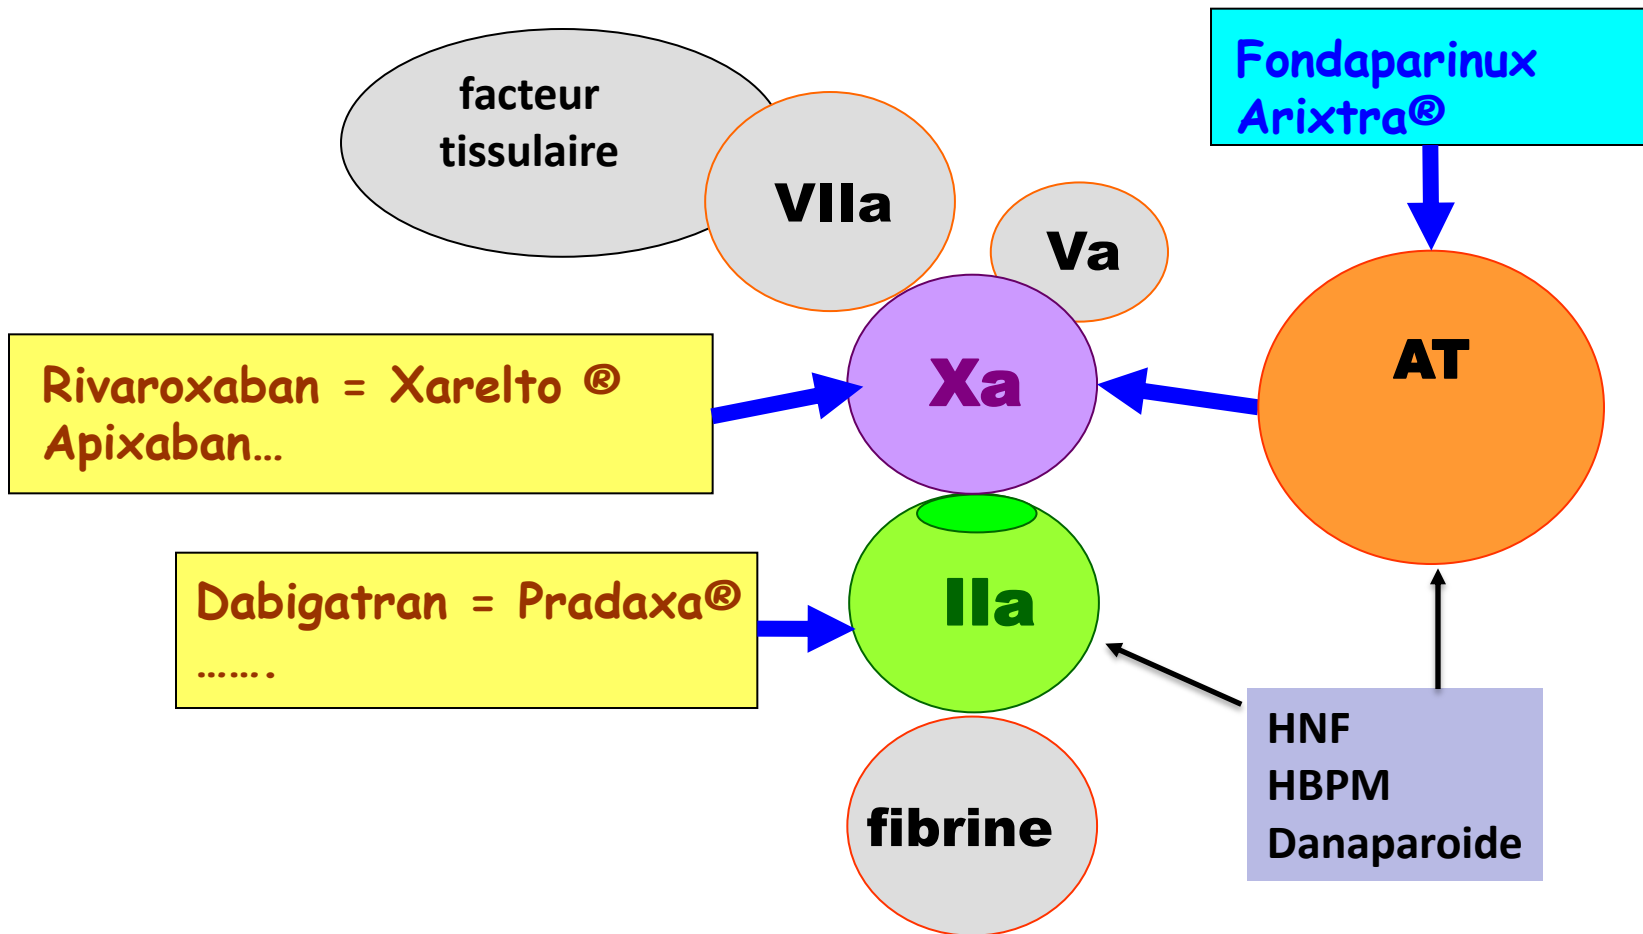 facteur
tissulaire
VIIa
Va
Fondaparinux
Arixtra®
Rivaroxaban = Xarelto ®
Apixaban…
Xa
AT
Dabigatran = Pradaxa®
…….
IIa
HNF
HBPM
Danaparoide
fibrine